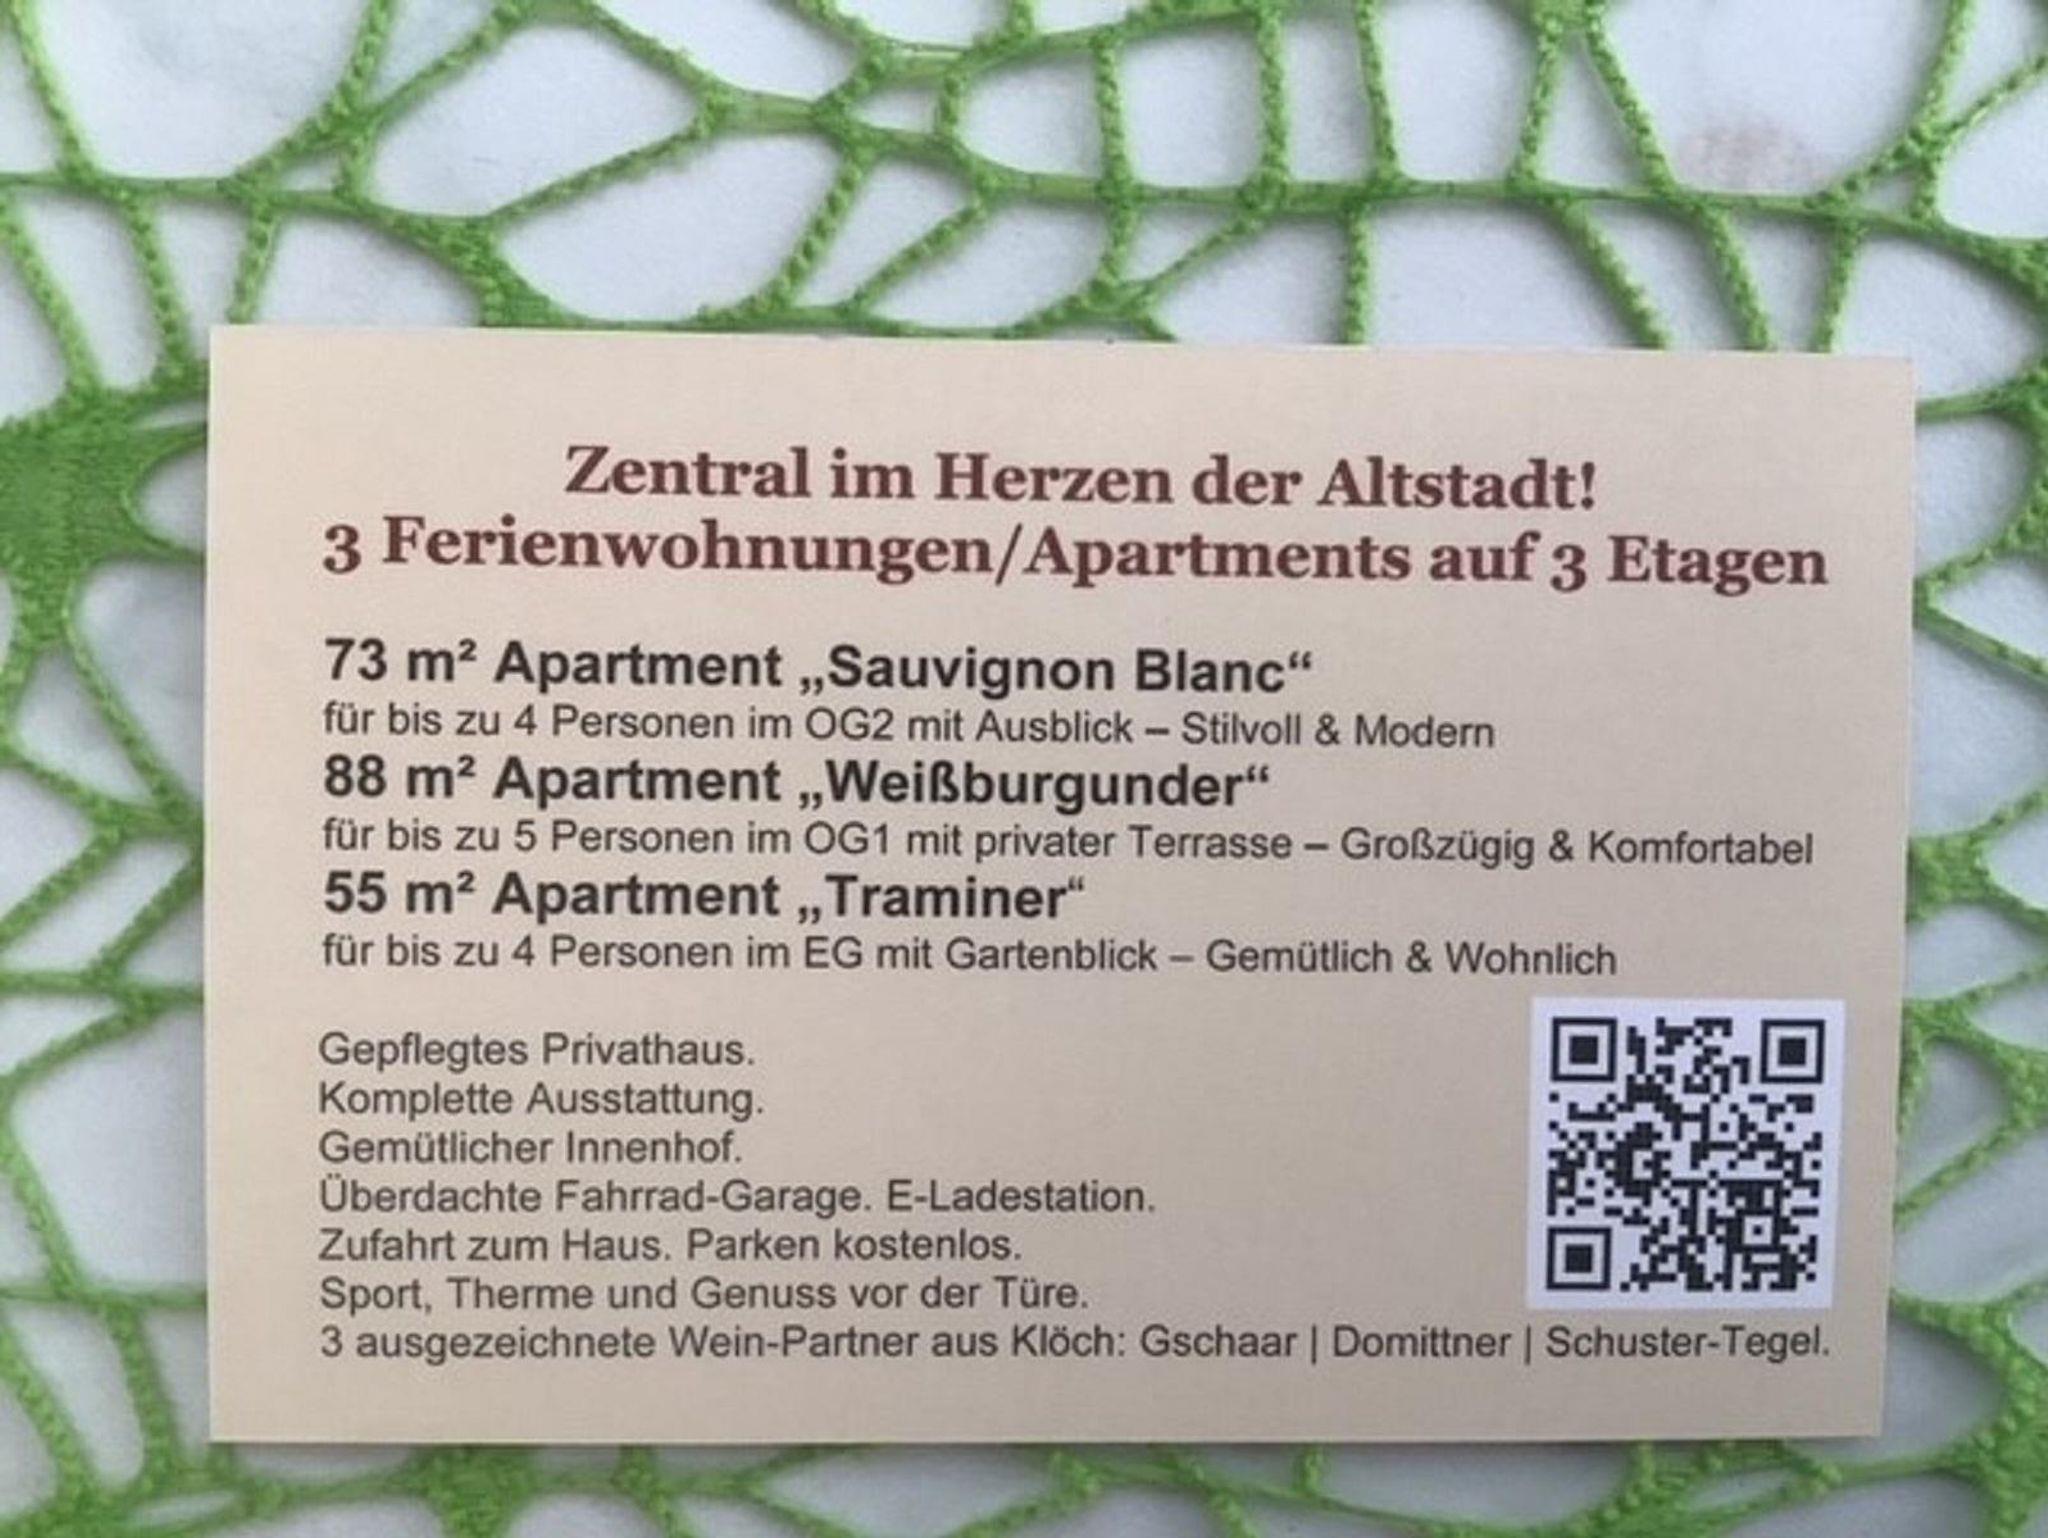 Zentral im Herzen der Altstadt!
3 Ferienwohnungen/Apartments auf 3 Etagen
73 m² Apartment „Sauvignon Blanc“
für bis zu 4 Personen im OG2 mit Ausblick – Stilvoll & Modern
88 m² Apartment „Weißburgunder“
für bis zu 5 Personen im OG1 mit privater Terrasse – Großzügig & Komfortabel
55 m² Apartment „Traminer“
für bis zu 4 Personen im EG mit Gartenblick – Gemütlich & Wohnlich
Gepflegtes Privathaus.
Komplette Ausstattung.
Gemütlicher Innenhof.
Überdachte Fahrrad-Garage. E-Ladestation.
Zufahrt zum Haus. Parken kostenlos.
Sport, Therme und Genuss vor der Türe.
3 ausgezeichnete Wein-Partner aus Klöch: Gschaar | Domittner | Schuster-Tegel.